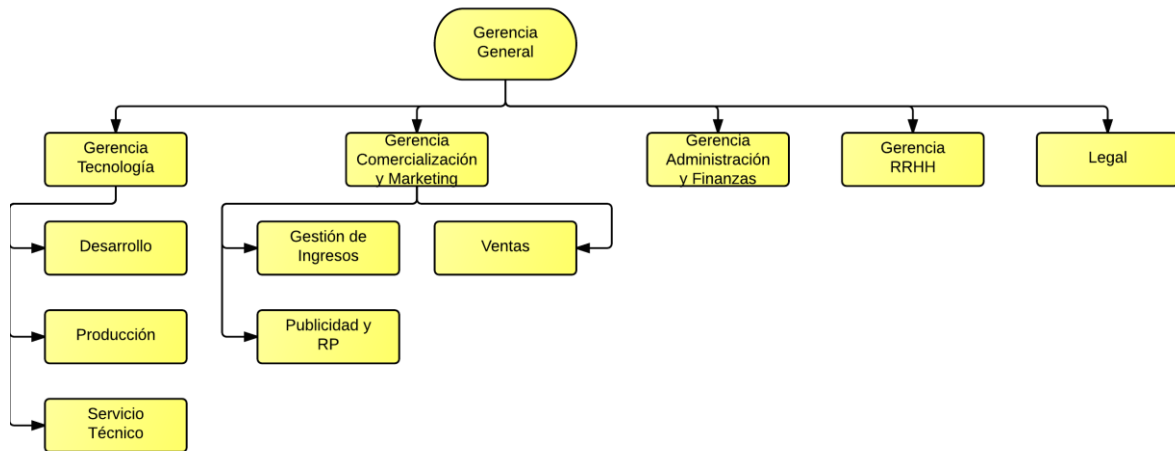 Gerencia
General
Gerencia
Tecnología
Gerencia
Comercialización
y Marketing
Gerencia
Administración
y Finanzas
Gerencia
RRHH
Legal
Desarrollo
Gestión de
Ingresos
Ventas
Producción
Publicidad y
RP
Servicio
Técnico